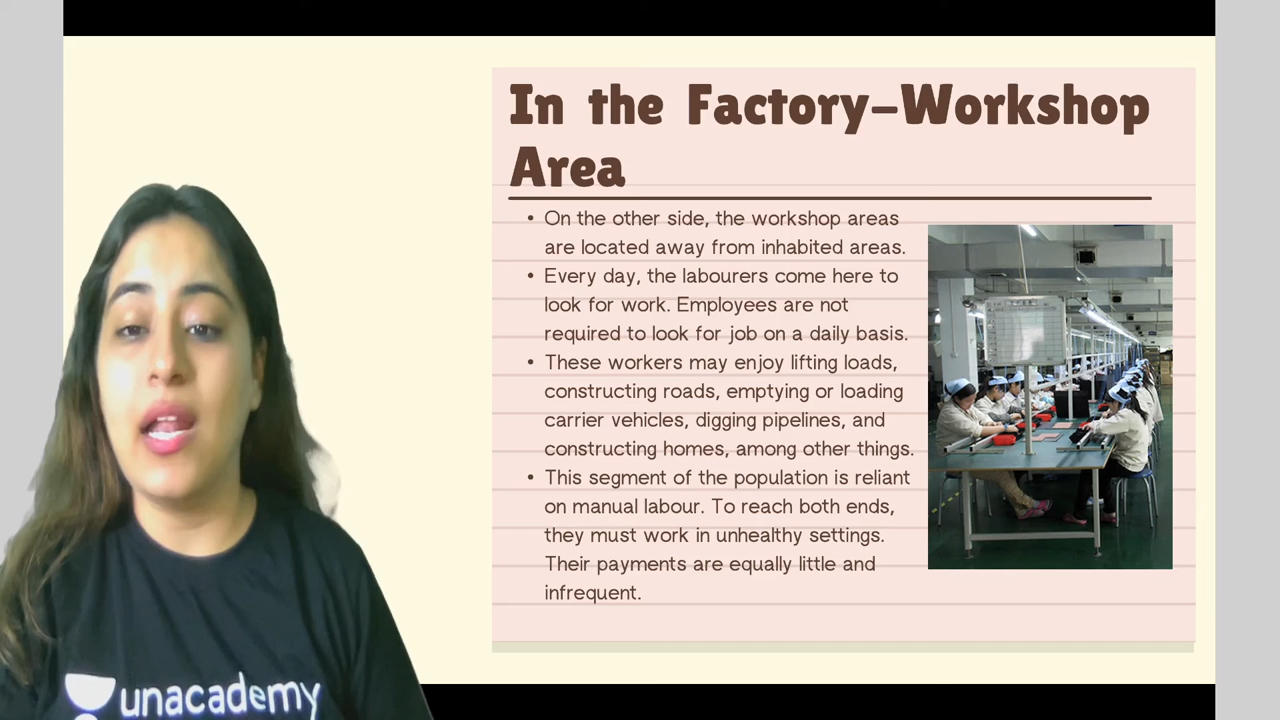 In the Factory-Workshop
Area
• On the other side, the workshop areas
are located away from inhabited areas.
• Every day, the labourers come here to
look for work. Employees are not
required to look for job on a daily basis.
• These workers may enjoy lifting loads,
constructing roads, emptying or loading
carrier vehicles, digging pipelines, and
constructing homes, among other things.
• This segment of the population is reliant
on manual labour. To reach both ends,
they must work in unhealthy settings.
Their payments are equally little and
infrequent.
unacademy